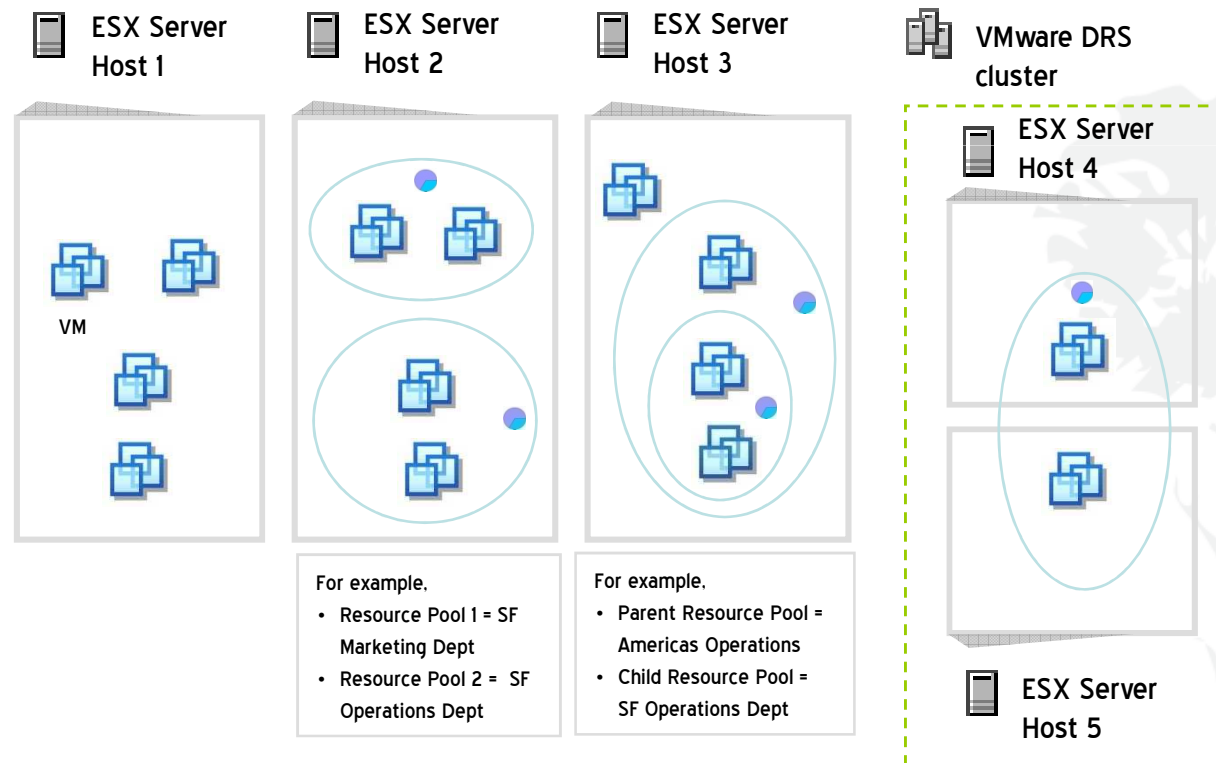 ESX Server
Host 1
ESX Server
Host 2
ESX Server
Host 3
VMware DRS
cluster
ESX Server
Host 4
VM
For example,
• Resource Pool 1 = SF
Marketing Dept
• Resource Pool 2 = SF
Operations Dept
For example,
• Parent Resource Pool =
Americas Operations
• Child Resource Pool =
SF Operations Dept
ESX Server
Host 5